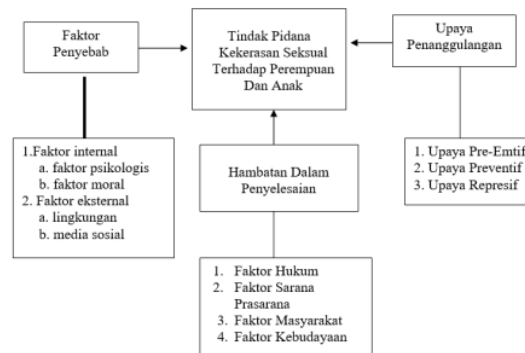 Faktor
Penyebab
Tindak Pidana
Kekerasan Seksual
Terhadap Perempuan
Dan Anak
Upaya
Penanggulangan
1.Faktor internal
a. faktor psikologis
b. faktor moral
2. Faktor eksternal
a. lingkungan
b. media sosial
Hambatan Dalam
Penyelesaian
1. Upaya Pre-Emtif
2. Upaya Preventif
3. Upaya Represif
1. Faktor Hukum
2. Faktor Sarana
Prasarana
3. Faktor Masyarakat
4. Faktor Kebudayaan